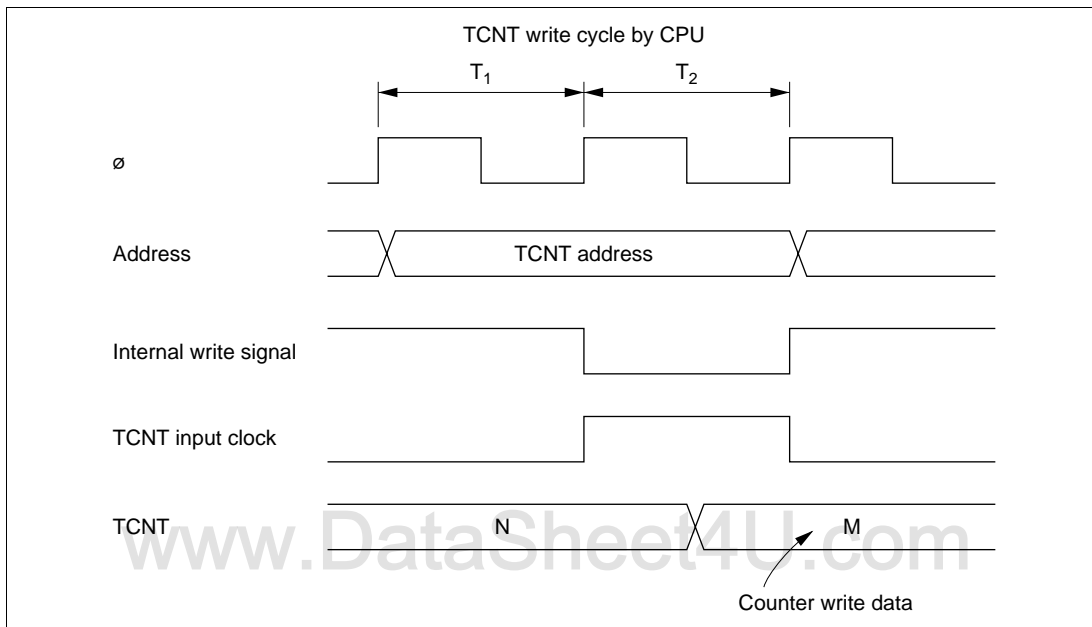 TCNT write cycle by CPU
T1 T2
ø
Address TCNT address
Internal write signal
TCNT input clock
TCNT N M
www.DataSheet4U.com
Counter write data